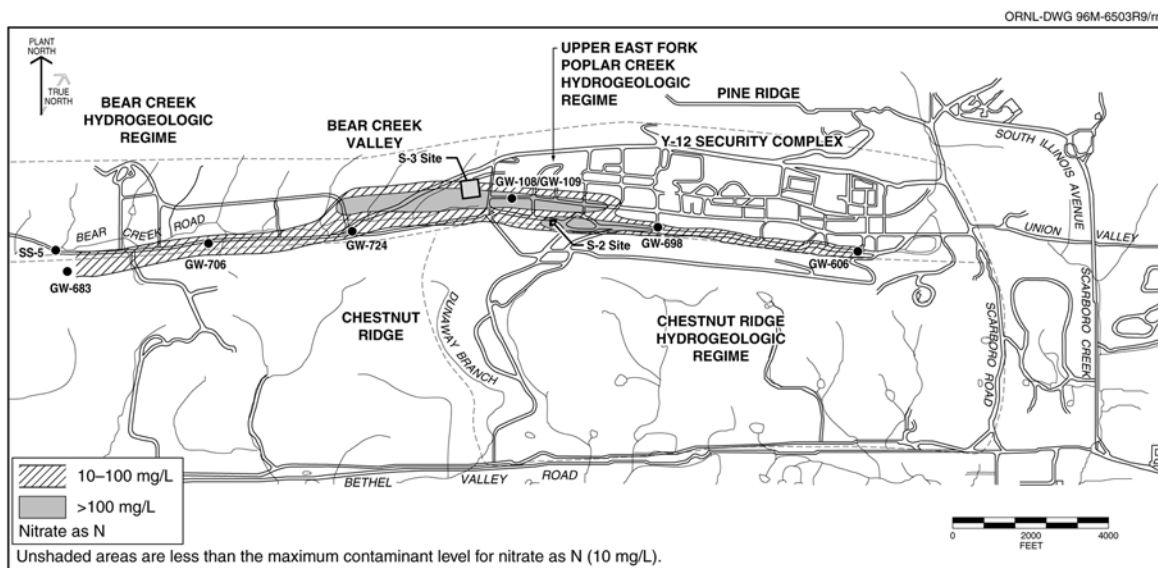 ORNL-DWG 96M-6503R9/rr
PLANT
NORTH
TRUE
NORTH
BEAR CREEK
HYDROGEOLOGIC
REGIME
BEAR CREEK
VALLEY
S-3 Site
UPPER EAST FORK
POPLAR CREEK
HYDROGEOLOGIC
REGIME
PINE RIDGE
Y-12 SECURITY COMPLEX
SOUTH ILLINOIS AVENUE
GW-108/GW-109
BEAR CREEK ROAD
SS-5
GW-683
GW-706
GW-724
S-2 Site
GW-698
GW-606
UNION VALLEY
CHESTNUT
RIDGE
DUNAWAY BRANCH
CHESTNUT RIDGE
HYDROGEOLOGIC
REGIME
SCARBORO ROAD
SCARBORO CREEK
BETHEL VALLEY ROAD
10–100 mg/L
>100 mg/L
Nitrate as N
0 2000 4000
FEET
Unshaded areas are less than the maximum contaminant level for nitrate as N (10 mg/L).